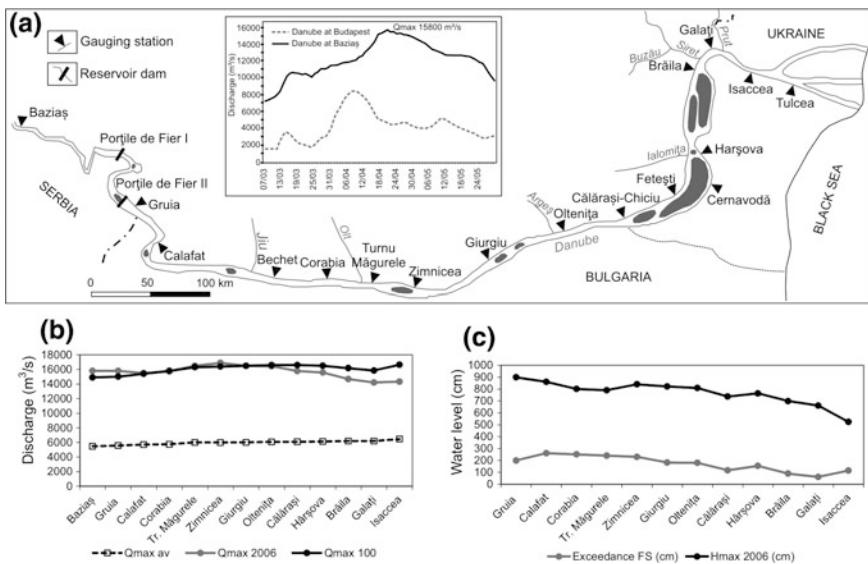 (a)
Gauging station
Reservoir dam
Qmax 15800 m³/s
Danube at Budapest
Danube at Baziaş
Discharge (m³/s)
16000
14000
12000
10000
8000
6000
4000
2000
0
07/03
13/03
19/03
25/03
31/03
06/04
12/04
18/04
24/04
30/04
06/05
12/05
18/05
24/05
Galaţi
Prut
UKRAINE
Buzău
Siret
Brăila
Isaccea
Tulcea
Baziaş
Porţile de Fier I
Ialomiţa
Harşova
SERBIA
Porţile de Fier II
Feteşti
Gruia
Călăraşi-Chiciu
Cernavodă
BLACK SEA
Argeş
Olteniţa
Calafat
Jiu
Olt
Turnu
Măgurele
Giurgiu
Danube
Bechet
Corabia
Zimnicea
BULGARIA
0 50 100 km
(b)
Discharge (m³/s)
18000
16000
14000
12000
10000
8000
6000
4000
2000
0
Baziaş
Gruia
Calafat
Corabia
Tr. Măgurele
Zimnicea
Giurgiu
Olteniţa
Călăraşi
Hârşova
Brăila
Galaţi
Isaccea
Qmax av Qmax 2006 Qmax 100
(c)
Water level (cm)
1000
900
800
700
600
500
400
300
200
100
0
Gruia
Calafat
Corabia
Tr. Măgurele
Zimnicea
Giurgiu
Olteniţa
Călăraşi
Hârşova
Brăila
Galaţi
Isaccea
Exceedance FS (cm) Hmax 2006 (cm)